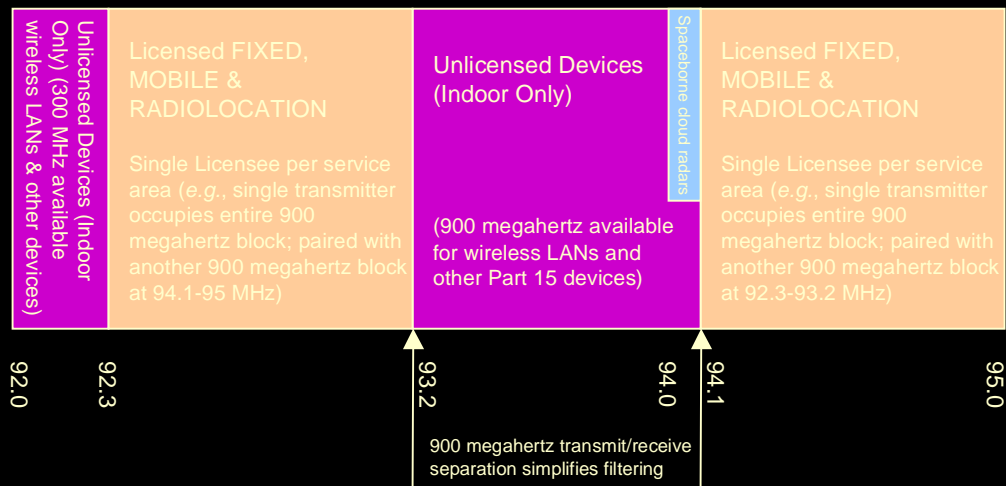 Unlicensed Devices (Indoor
Only) (300 MHz available
wireless LANs & other devices)
Licensed FIXED,
MOBILE &
RADIOLOCATION
Single Licensee per service
area (e.g., single transmitter
occupies entire 900
megahertz block; paired with
another 900 megahertz block
at 94.1-95 MHz)
Unlicensed Devices
(Indoor Only)
(900 megahertz available
for wireless LANs and
other Part 15 devices)
Spaceborne cloud radars
Licensed FIXED,
MOBILE &
RADIOLOCATION
Single Licensee per service
area (e.g., single transmitter
occupies entire 900
megahertz block; paired with
another 900 megahertz block
at 92.3-93.2 MHz)
92.0
92.3
93.2
94.0
94.1
95.0
900 megahertz transmit/receive
separation simplifies filtering